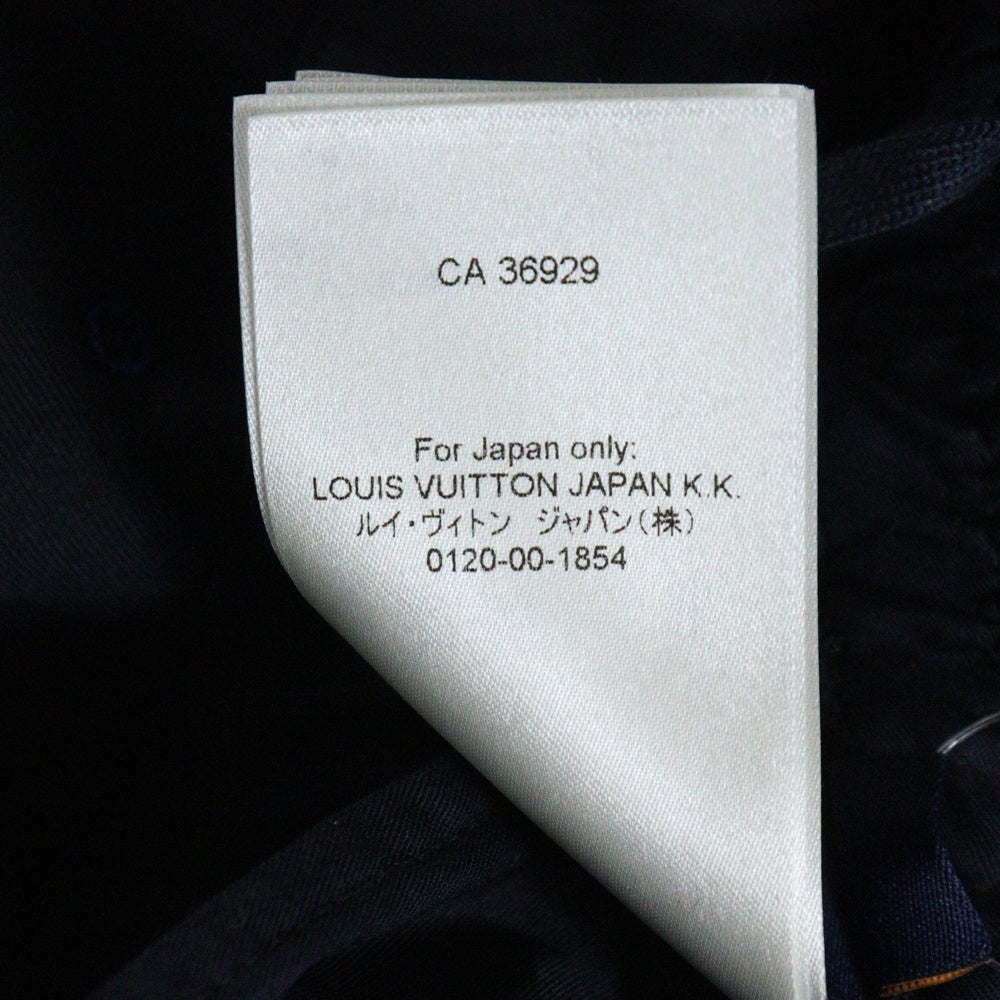 CA 36929
For Japan only:
LOUIS VUITTON JAPAN K.K.
ルイ・ヴィトン　ジャパン(株)
0120-00-1854